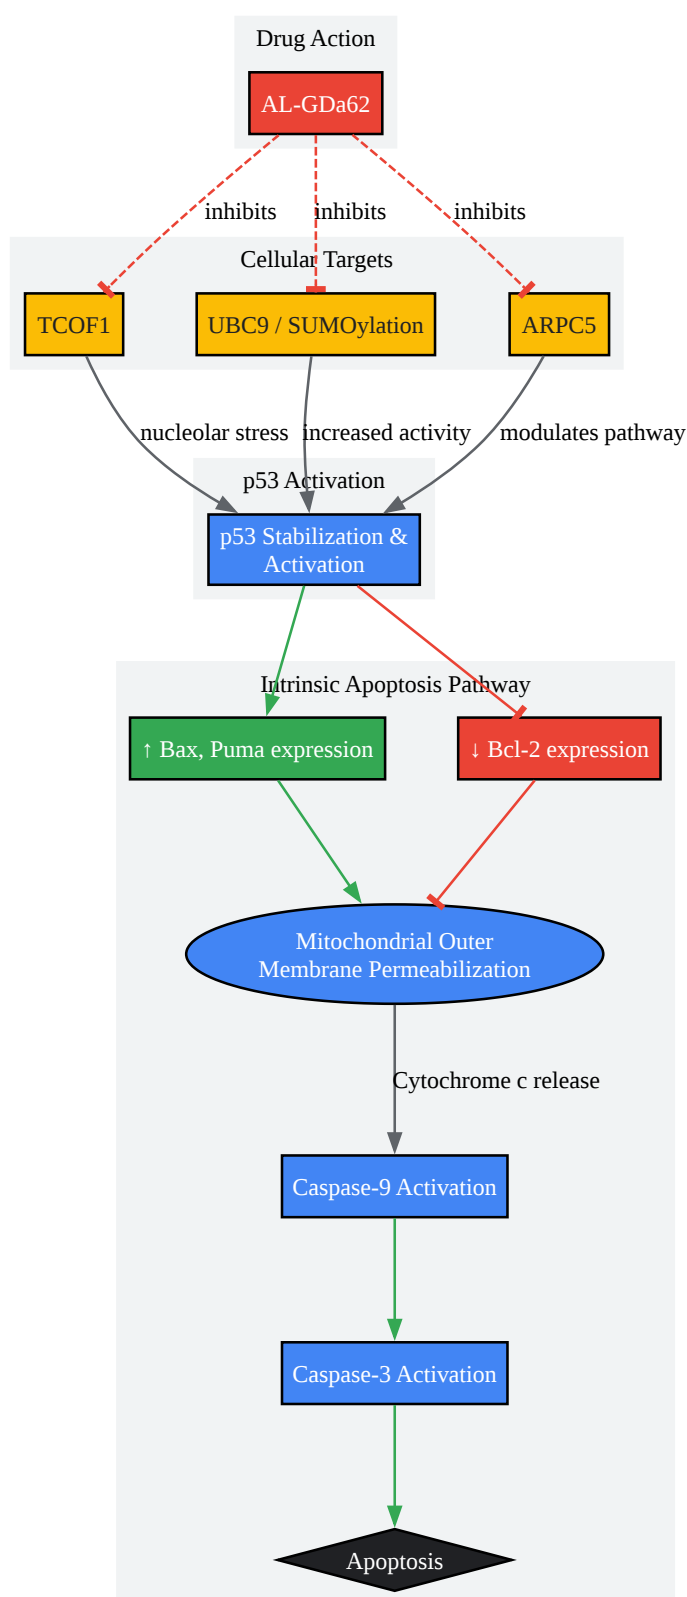 Drug Action
AL-GDa62
inhibits
inhibits
inhibits
Cellular Targets
TCOF1
UBC9 / SUMOylation
ARPC5
nucleolar stress
increased activity
modulates pathway
p53 Activation
p53 Stabilization &
Activation
Intrinsic Apoptosis Pathway
↑ Bax, Puma expression
↓ Bcl-2 expression
Mitochondrial Outer
Membrane Permeabilization
Cytochrome c release
Caspase-9 Activation
Caspase-3 Activation
Apoptosis